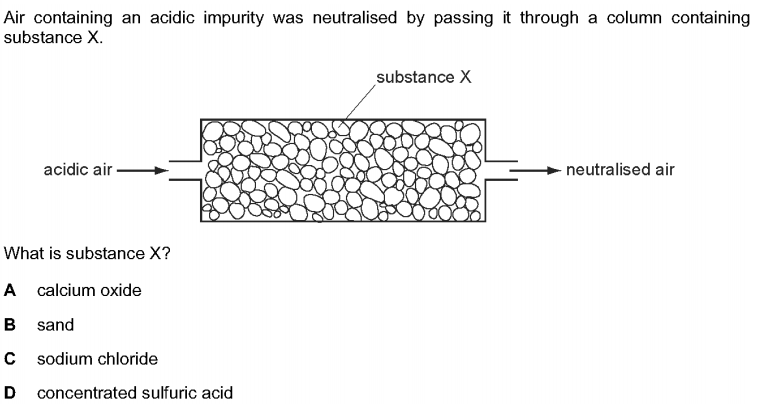 Air containing an acidic impurity was neutralised by passing it through a column containing
substance X.
substance X
acidic air
neutralised air
What is substance X?
A calcium oxide
B sand
C sodium chloride
D concentrated sulfuric acid